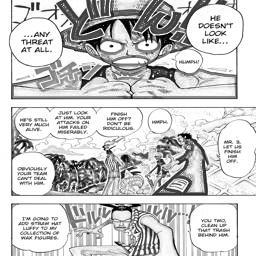 HE
DOESN'T
LOOK
LIKE...
...ANY
THREAT AT
ALL.
HUMPH!
MR. 3,
LET US
FINISH
HIM
OFF.
HMPH.
FINISH
HIM OFF?
DON'T BE
RIDICULOUS.
JUST LOOK
AT HIM. YOUR
ATTACKS ON
HIM FAILED
MISERABLY.
HE'S STILL
VERY MUCH
ALIVE.
OBVIOUSLY
YOUR TEAM
CAN'T DEAL
WITH HIM.
YOU TWO,
CLEAN UP
THAT TRASH
BEHIND HIM.
I'M GOING TO
ADD STRAW HAT
LUFFY TO MY
COLLECTION OF
WAX FIGURES.